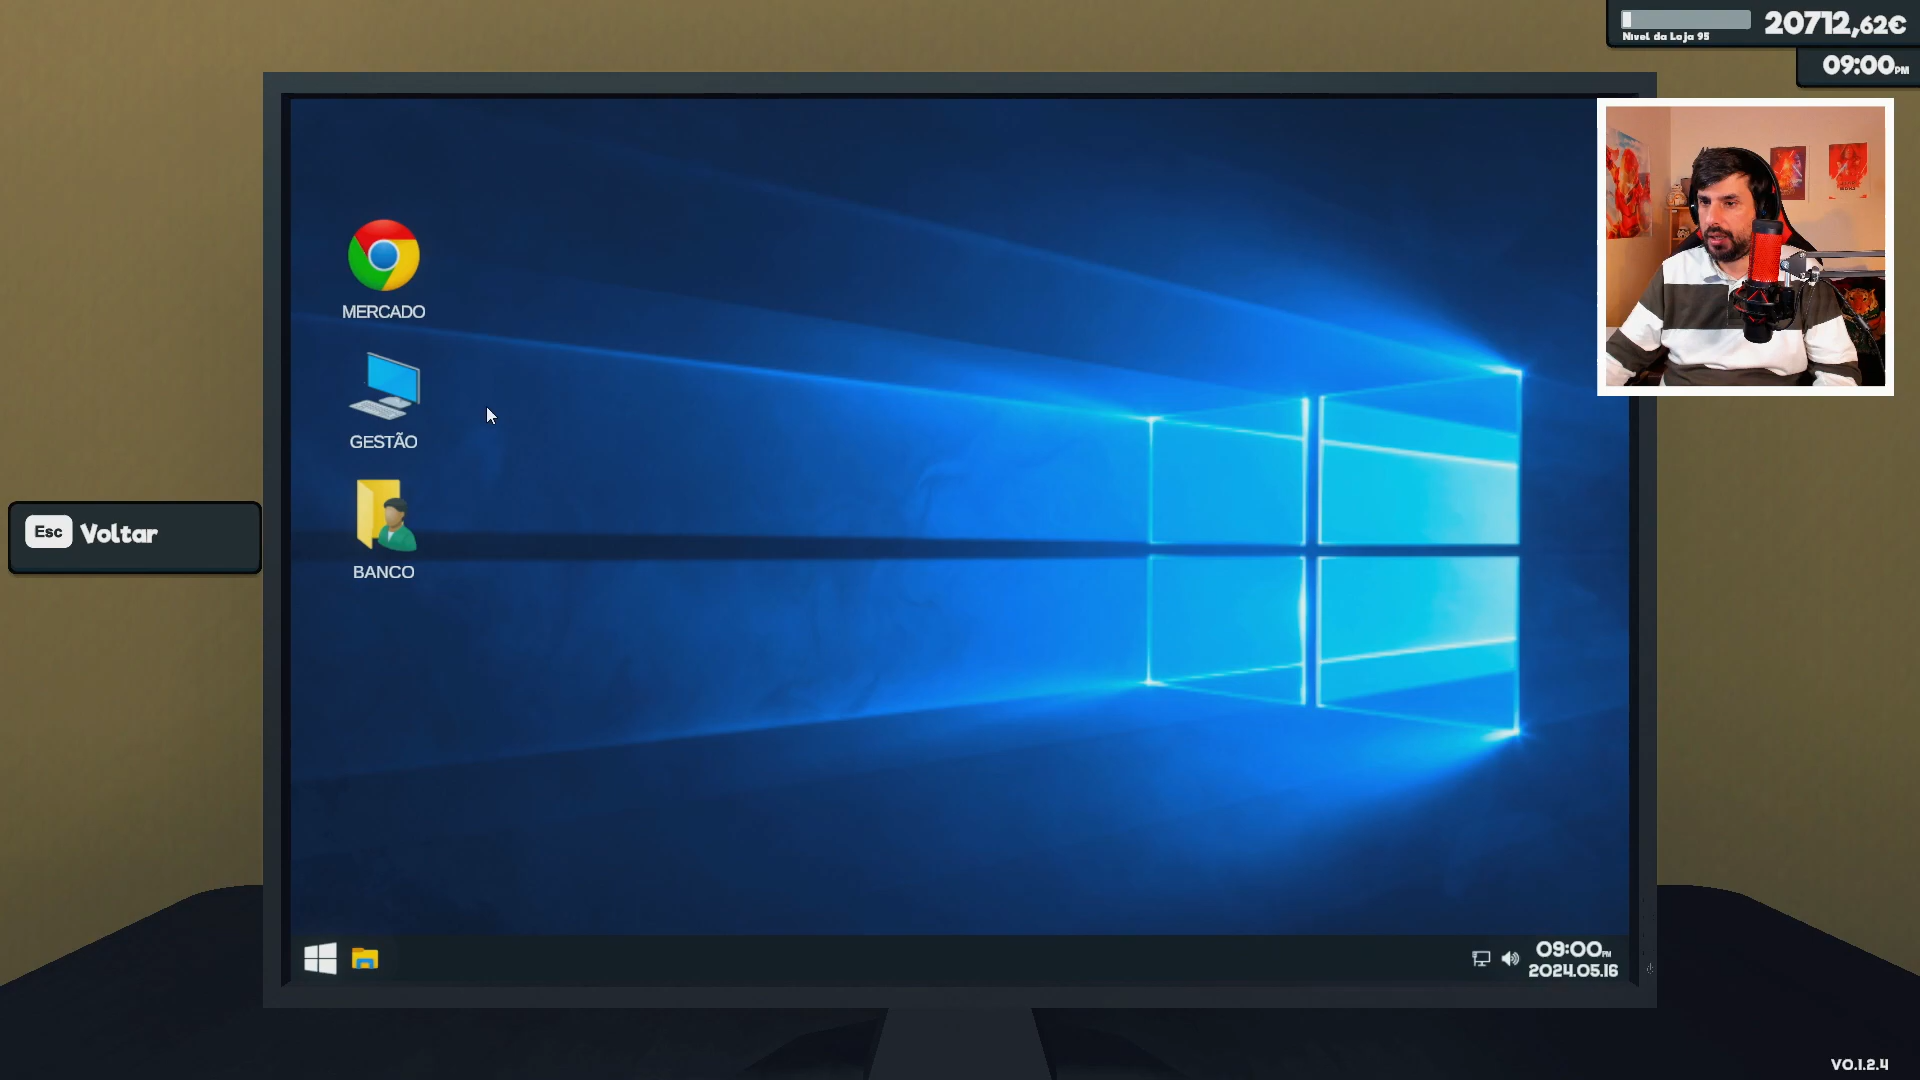 20712,62€
Nível da Loja 95
09:00PM
MERCADO
GESTÃO
Esc Voltar
BANCO
09:00PM
2024.05.16
V0.1.2.4